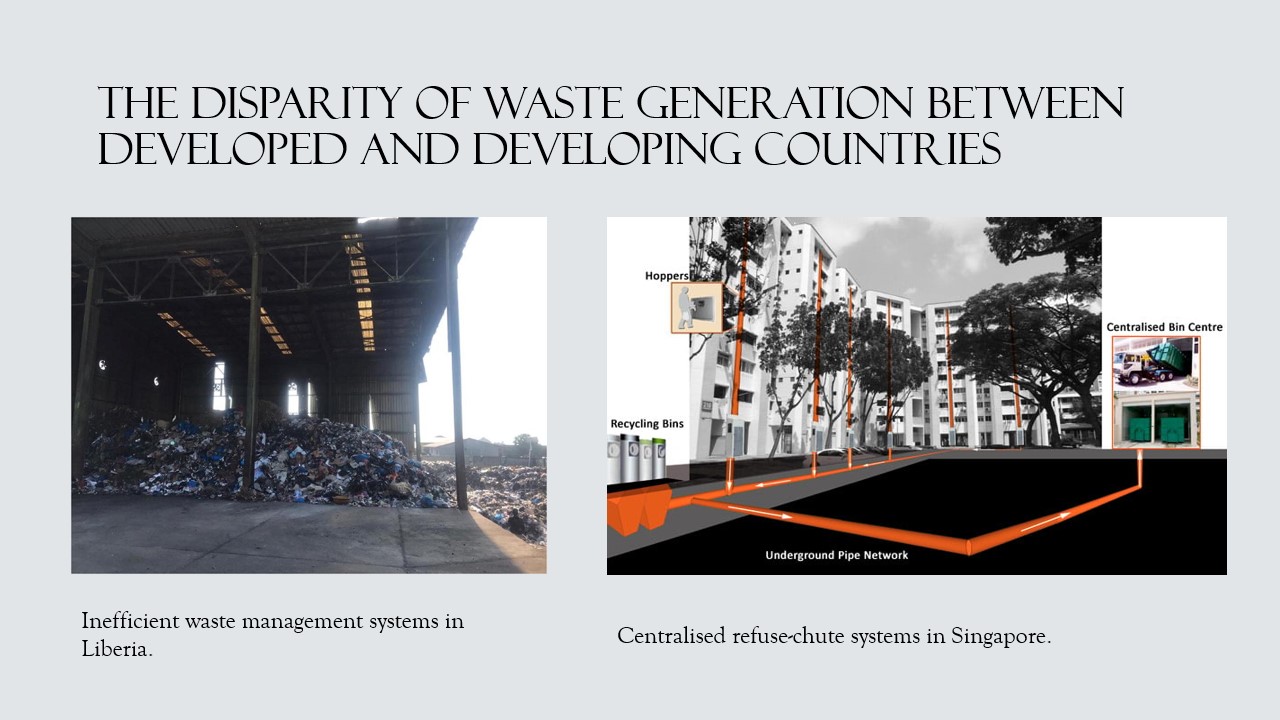 THE DISPARITY OF WASTE GENERATION BETWEEN
DEVELOPED AND DEVELOPING COUNTRIES
Hoppers
Centralised Bin Centre
Recycling Bins
Underground Pipe Network
Inefficient waste management systems in
Liberia.
Centralised refuse-chute systems in Singapore.